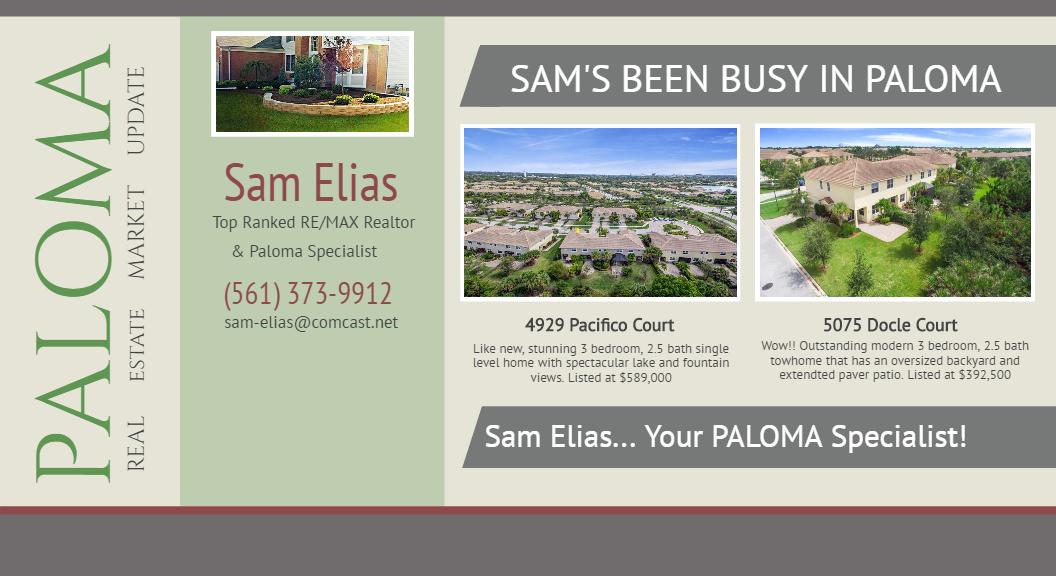 PALOMA
REAL ESTATE MARKET UPDATE
Sam Elias
Top Ranked RE/MAX Realtor
& Paloma Specialist
(561) 373-9912
sam-elias@comcast.net
SAM'S BEEN BUSY IN PALOMA
4929 Pacifico Court
Like new, stunning 3 bedroom, 2.5 bath single
level home with spectacular lake and fountain
views. Listed at $589,000
5075 Docle Court
Wow!! Outstanding modern 3 bedroom, 2.5 bath
towhome that has an oversized backyard and
extendted paver patio. Listed at $392,500
Sam Elias... Your PALOMA Specialist!